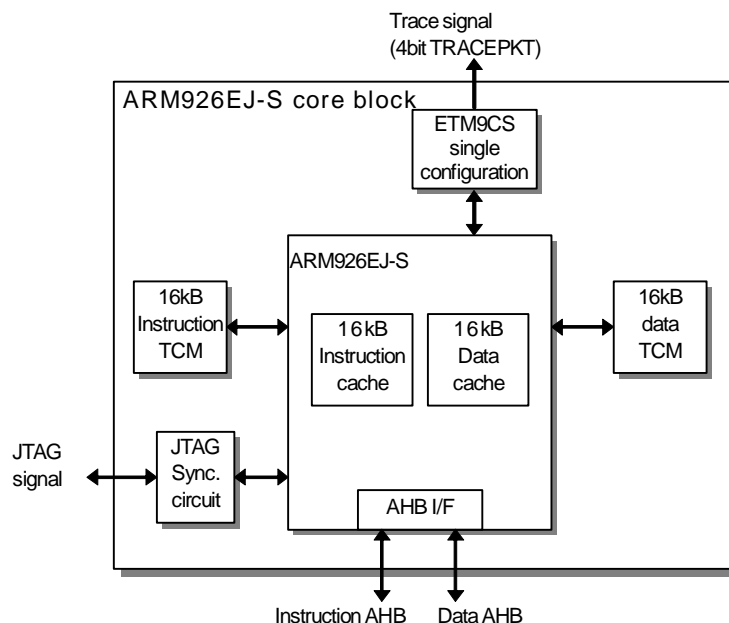 Trace signal
(4bit TRACEPKT)
ARM926EJ-S core block
ETM9CS
single
configuration
ARM926EJ-S
16kB
Instruction
TCM
16kB
Instruction
cache
16kB
Data
cache
16kB
data
TCM
JTAG
signal
JTAG
Sync.
circuit
AHB I/F
Instruction AHB
Data AHB